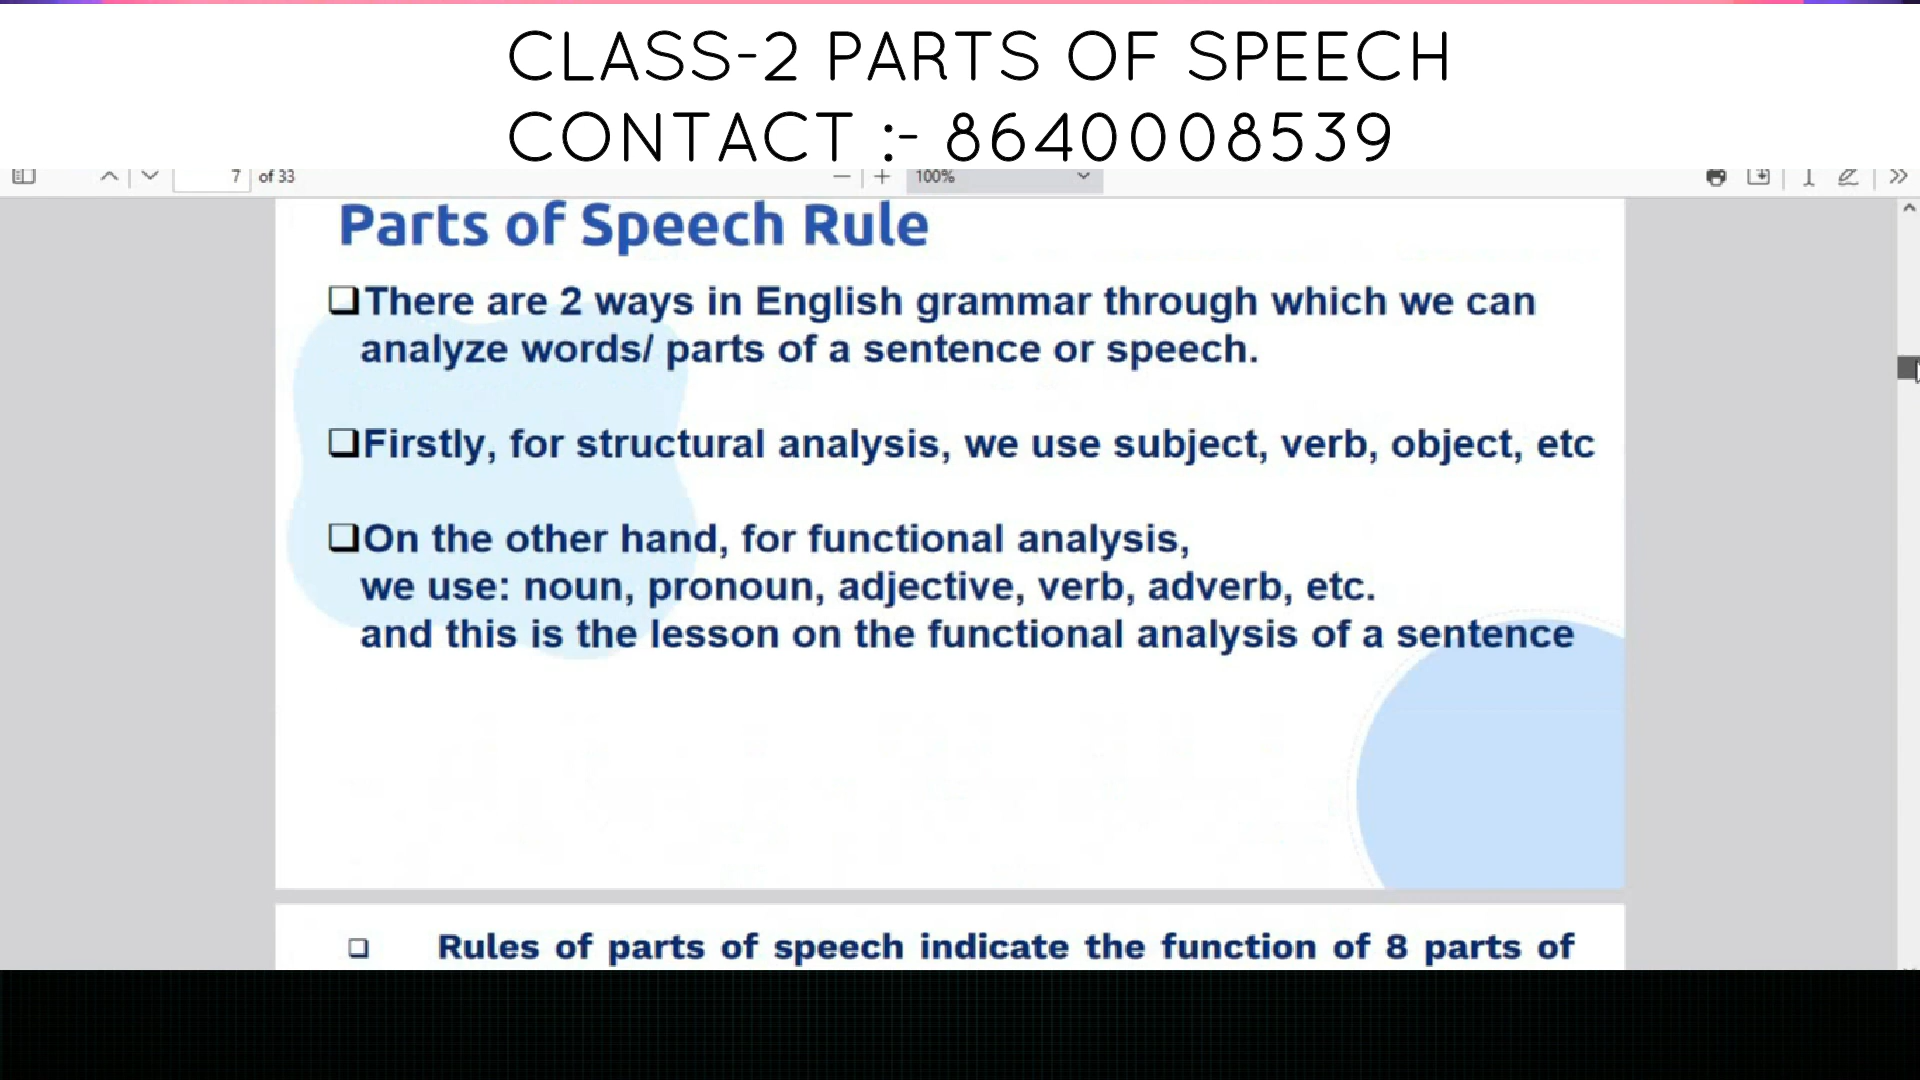 CLASS-2 PARTS OF SPEECH
CONTACT :- 8640008539
7 of 33
100%
Parts of Speech Rule
There are 2 ways in English grammar through which we can
analyze words/ parts of a sentence or speech.
Firstly, for structural analysis, we use subject, verb, object, etc
On the other hand, for functional analysis,
we use: noun, pronoun, adjective, verb, adverb, etc.
and this is the lesson on the functional analysis of a sentence
Rules of parts of speech indicate the function of 8 parts of